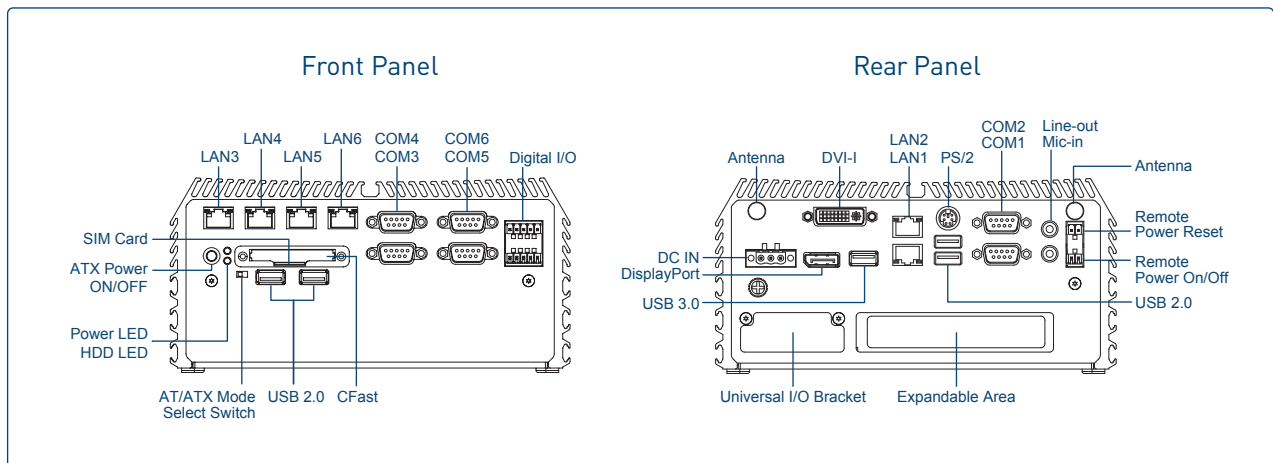 Front Panel
LAN3
LAN4
LAN5
LAN6
COM4
COM3
COM6
COM5
Digital I/O
SIM Card
ATX Power
ON/OFF
Power LED
HDD LED
AT/ATX Mode
Select Switch
USB 2.0
CFast
Rear Panel
Antenna
DVI-I
LAN2
LAN1
PS/2
COM2
COM1
Line-out
Mic-in
Antenna
Remote
Power Reset
DC IN
DisplayPort
Remote
Power On/Off
USB 3.0
USB 2.0
Universal I/O Bracket
Expandable Area